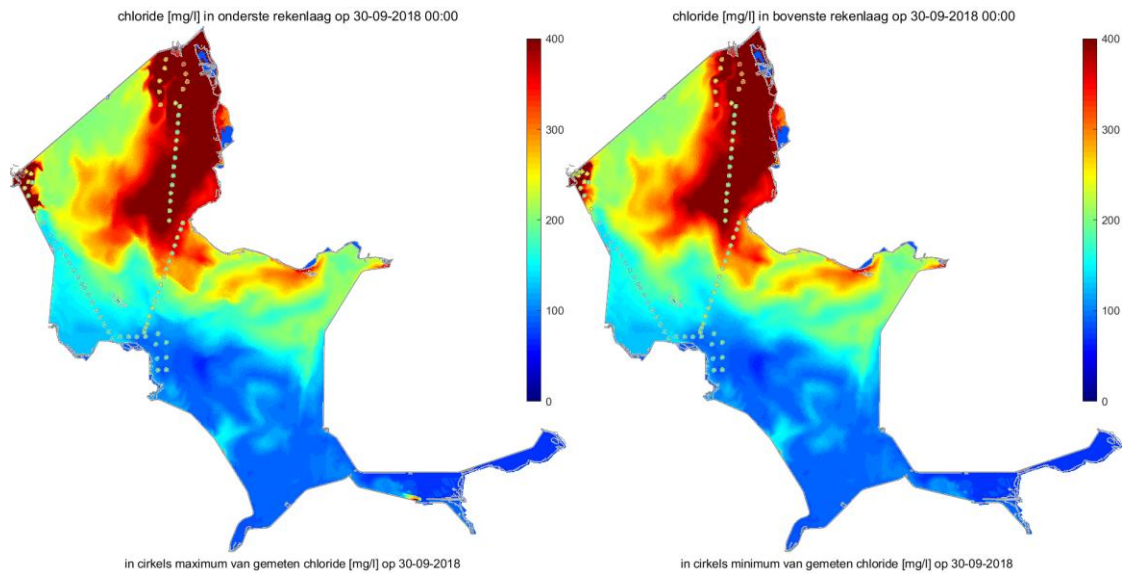 chloride [mg/l] in onderste rekenlaag op 30-09-2018 00:00
400
300
200
100
0
in cirkels maximum van gemeten chloride [mg/l] op 30-09-2018
chloride [mg/l] in bovenste rekenlaag op 30-09-2018 00:00
400
300
200
100
0
in cirkels minimum van gemeten chloride [mg/l] op 30-09-2018